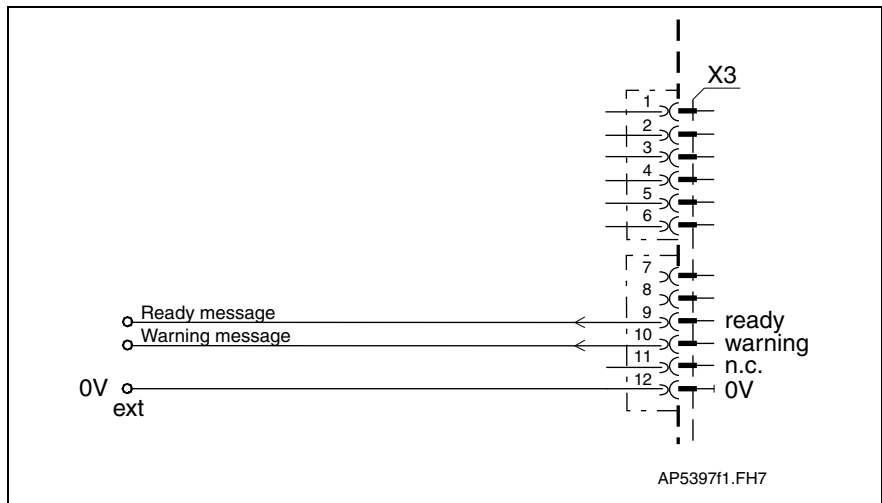 X3
1
2
3
4
5
6
7
8
Ready message 9 ready
Warning message 10 warning
11 n.c.
0V 12 0V
ext
AP5397f1.FH7